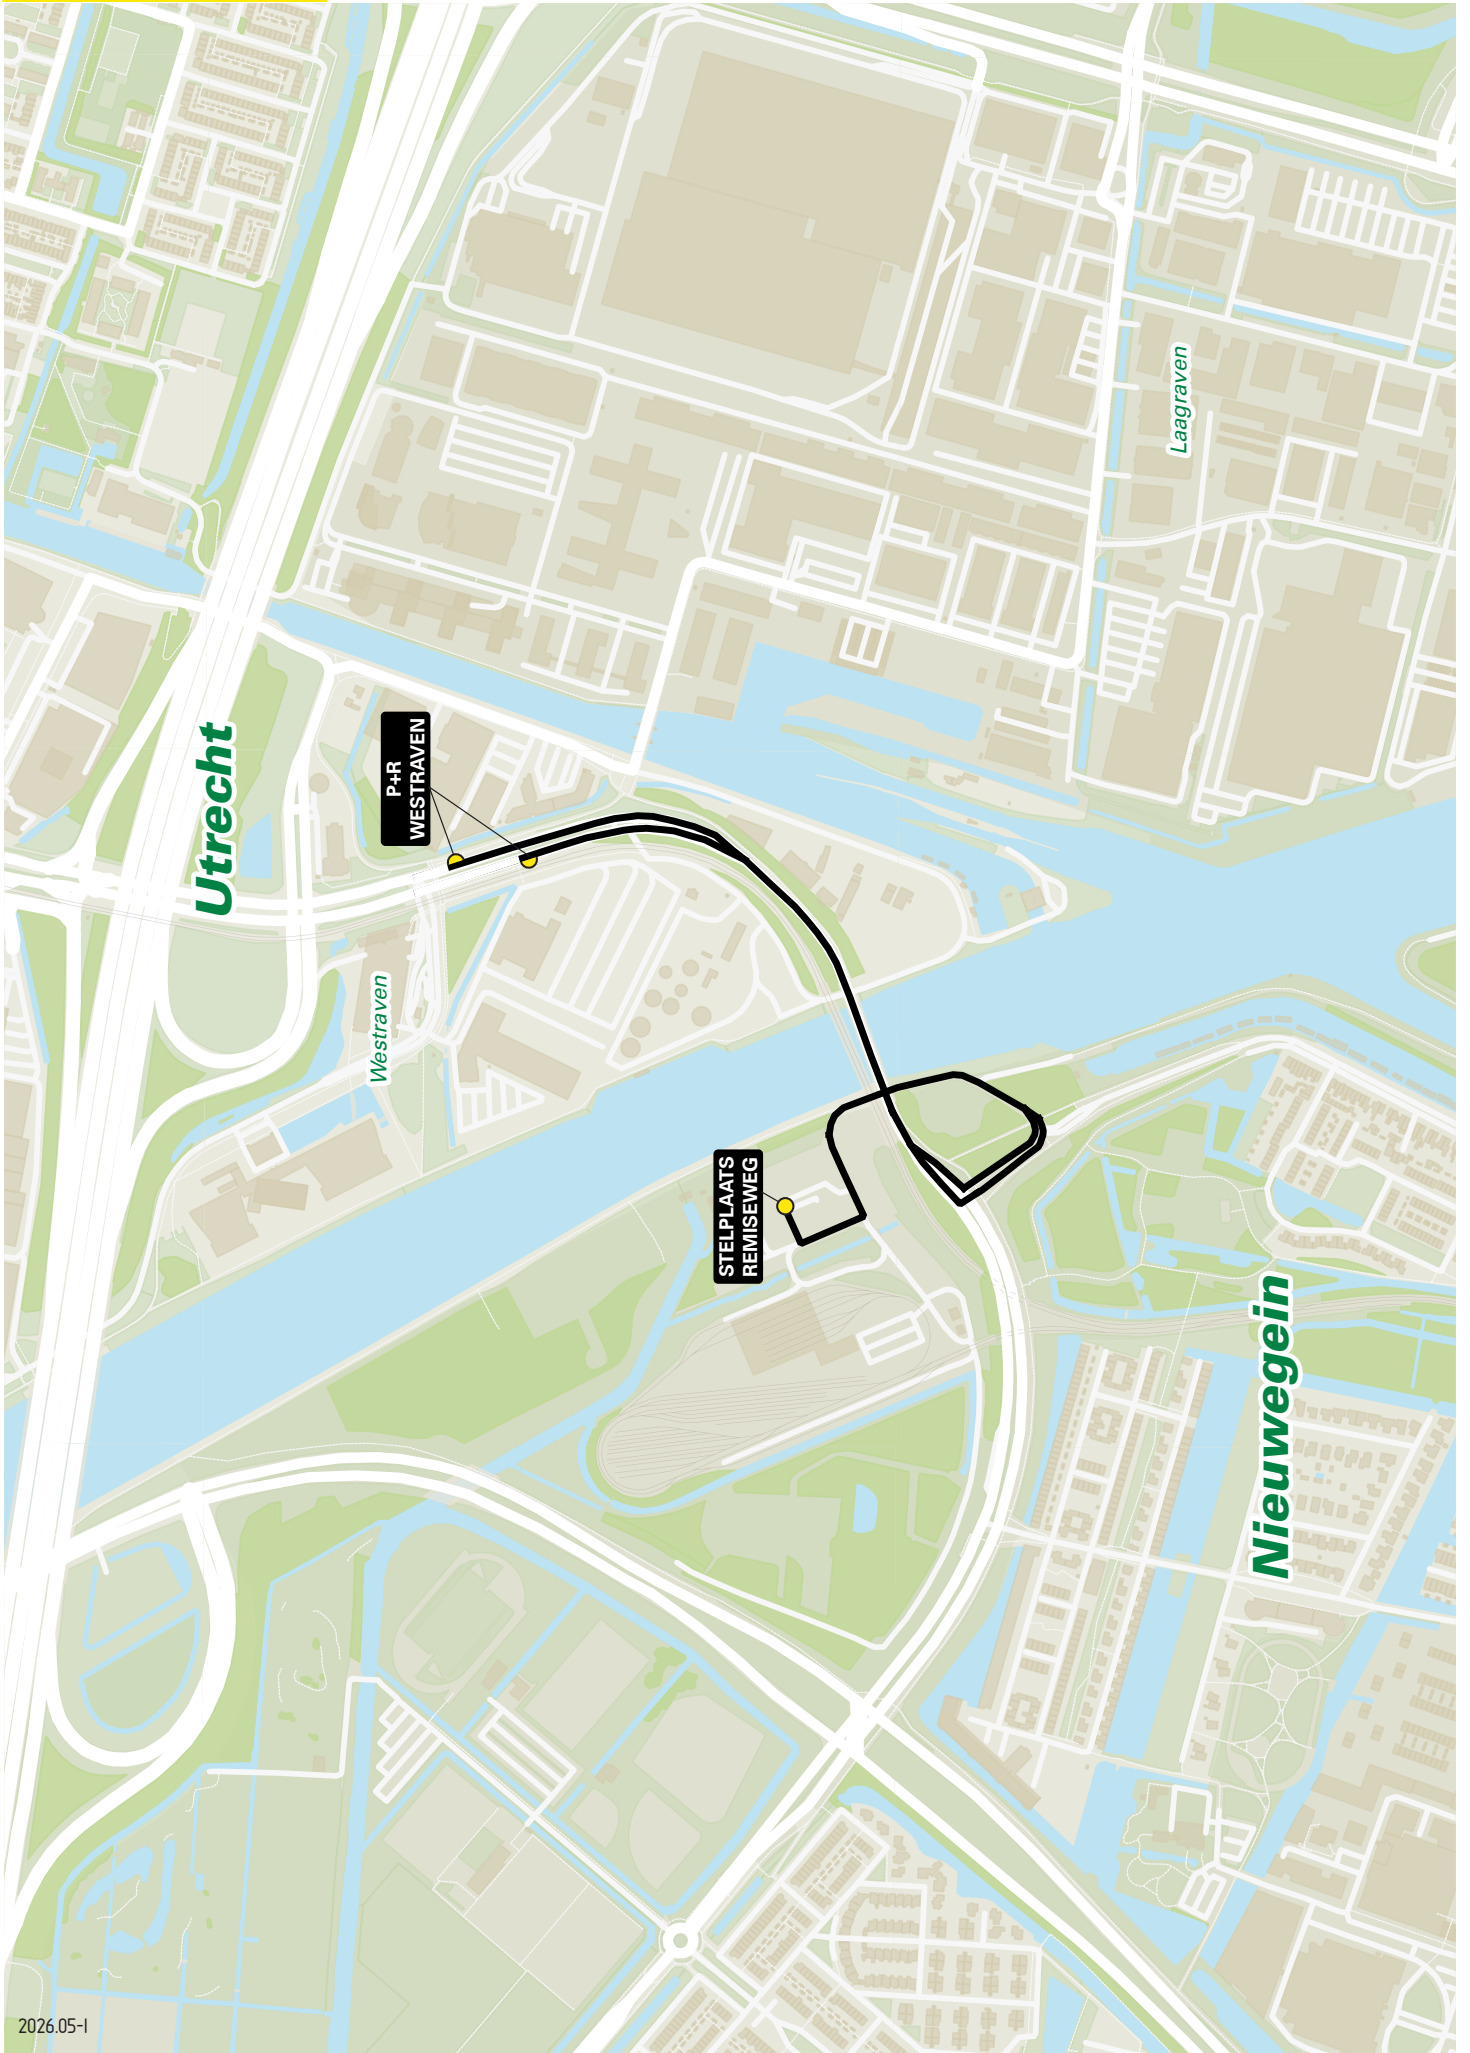 Utrecht
P+R
WESTRAVEN
Laagraven
Westraven
STELPLAATS
REMISEWEG
Nieuwegein
2026.05-I